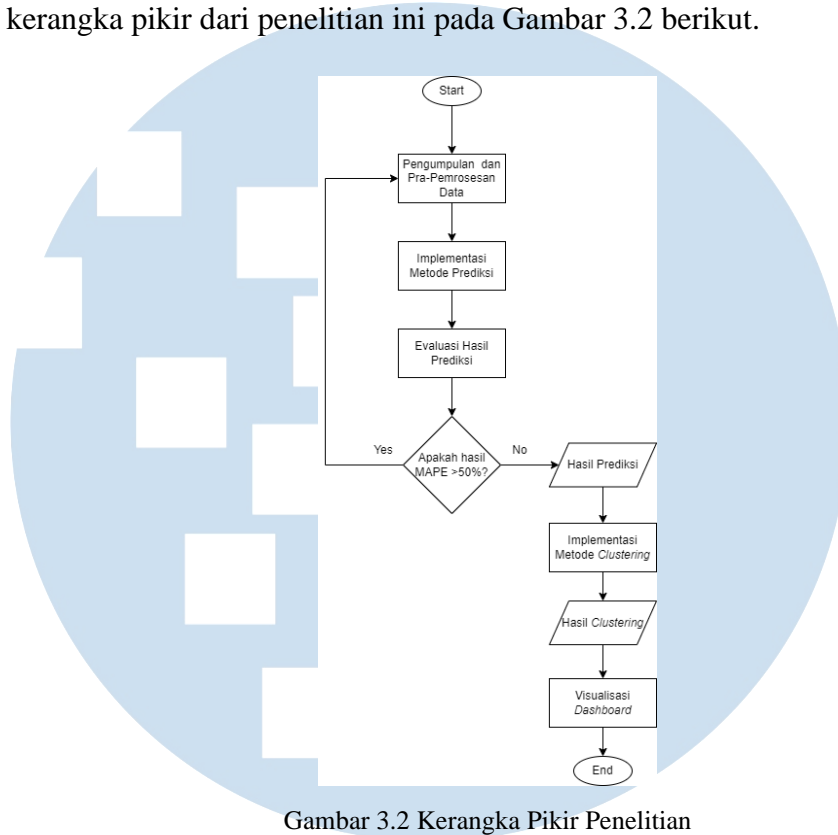 kerangka pikir dari penelitian ini pada Gambar 3.2 berikut.
Start
Pengumpulan dan
Pra-Pemrosesan
Data
Implementasi
Metode Prediksi
Evaluasi Hasil
Prediksi
Apakah hasil
MAPE >50%?
Yes
No
Hasil Prediksi
Implementasi
Metode Clustering
Hasil Clustering
Visualisasi
Dashboard
End
Gambar 3.2 Kerangka Pikir Penelitian